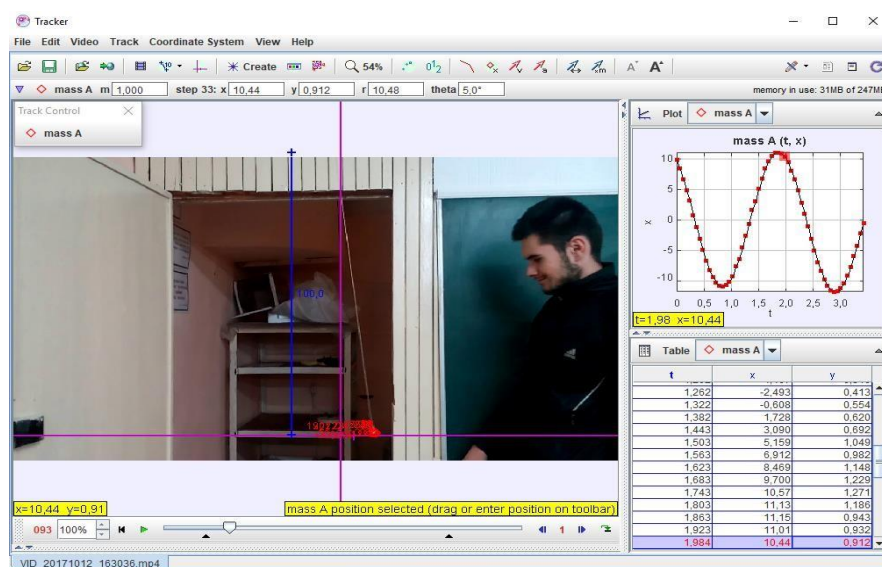 Tracker
File Edit Video Track Coordinate System View Help
Create 54%
mass A m 1,000 step 33: x 10,44 y 0,912 r 10,48 theta 5,0° memory in use: 31MB of 247MB
Track Control
mass A
100,0
x=10,44 y=0,91
mass A position selected (drag or enter position on toolbar)
093 100% 1
VID_20171012_163036.mp4
Plot mass A
mass A (t, x)
10
5
0
-5
-10
x
0 0,5 1,0 1,5 2,0 2,5 3,0
t
t=1,98 x=10,44
Table mass A
t x y
1,262 -2,493 0,413
1,322 -0,608 0,554
1,382 1,728 0,620
1,443 3,090 0,692
1,503 5,159 1,049
1,563 6,912 0,982
1,623 8,469 1,148
1,683 9,700 1,229
1,743 10,57 1,271
1,803 11,13 1,186
1,863 11,15 0,943
1,923 11,01 0,932
1,984 10,44 0,912